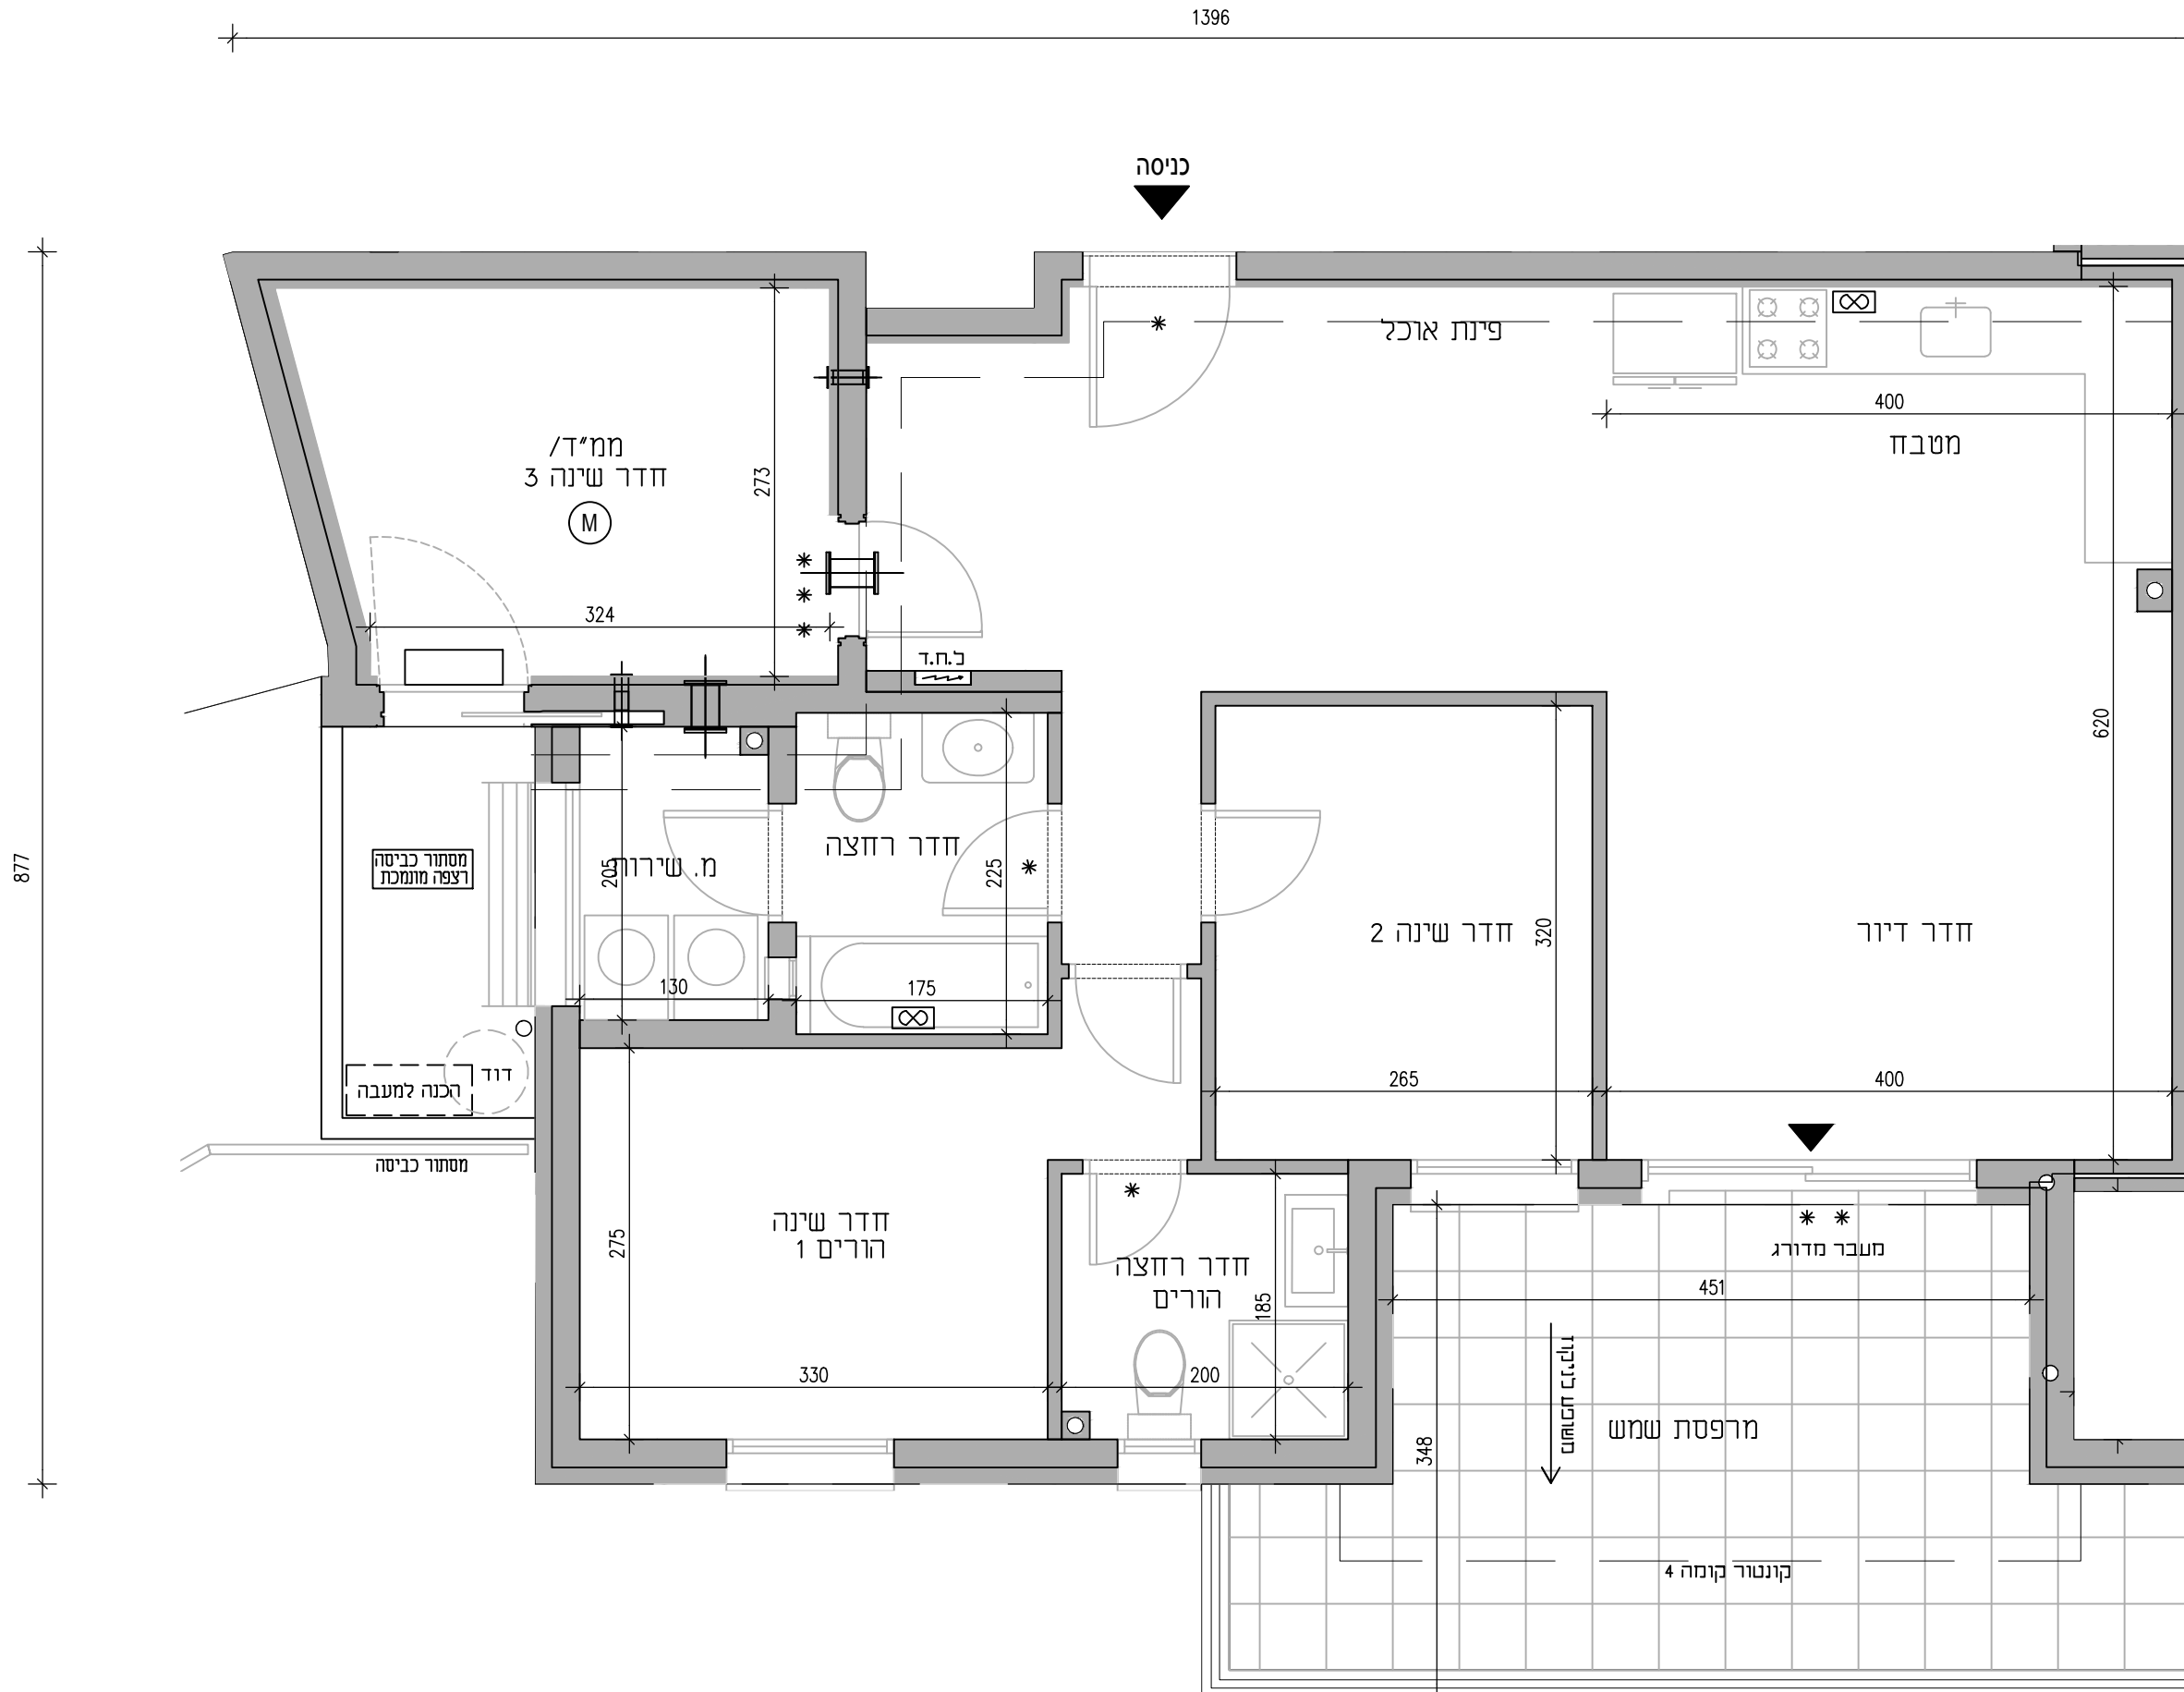 1396
כניסה
פינת אוכל
400
מטבח
ממ״ד/
חדר שינה 3
M
273
324
ל.ח.ד
877
620
מסתור כביסה
רצפה מונמכת
מ. שירות
205
חדר רחצה
225
חדר שינה 2
320
חדר דיור
130
175
265
400
דוד
הכנה למעבה
מסתור כביסה
חדר שינה
הורים 1
275
חדר רחצה
הורים
185
מעבר מדורג
451
330
200
משופע לניקוז
348
מרפסת שמש
קונטור קומה 4